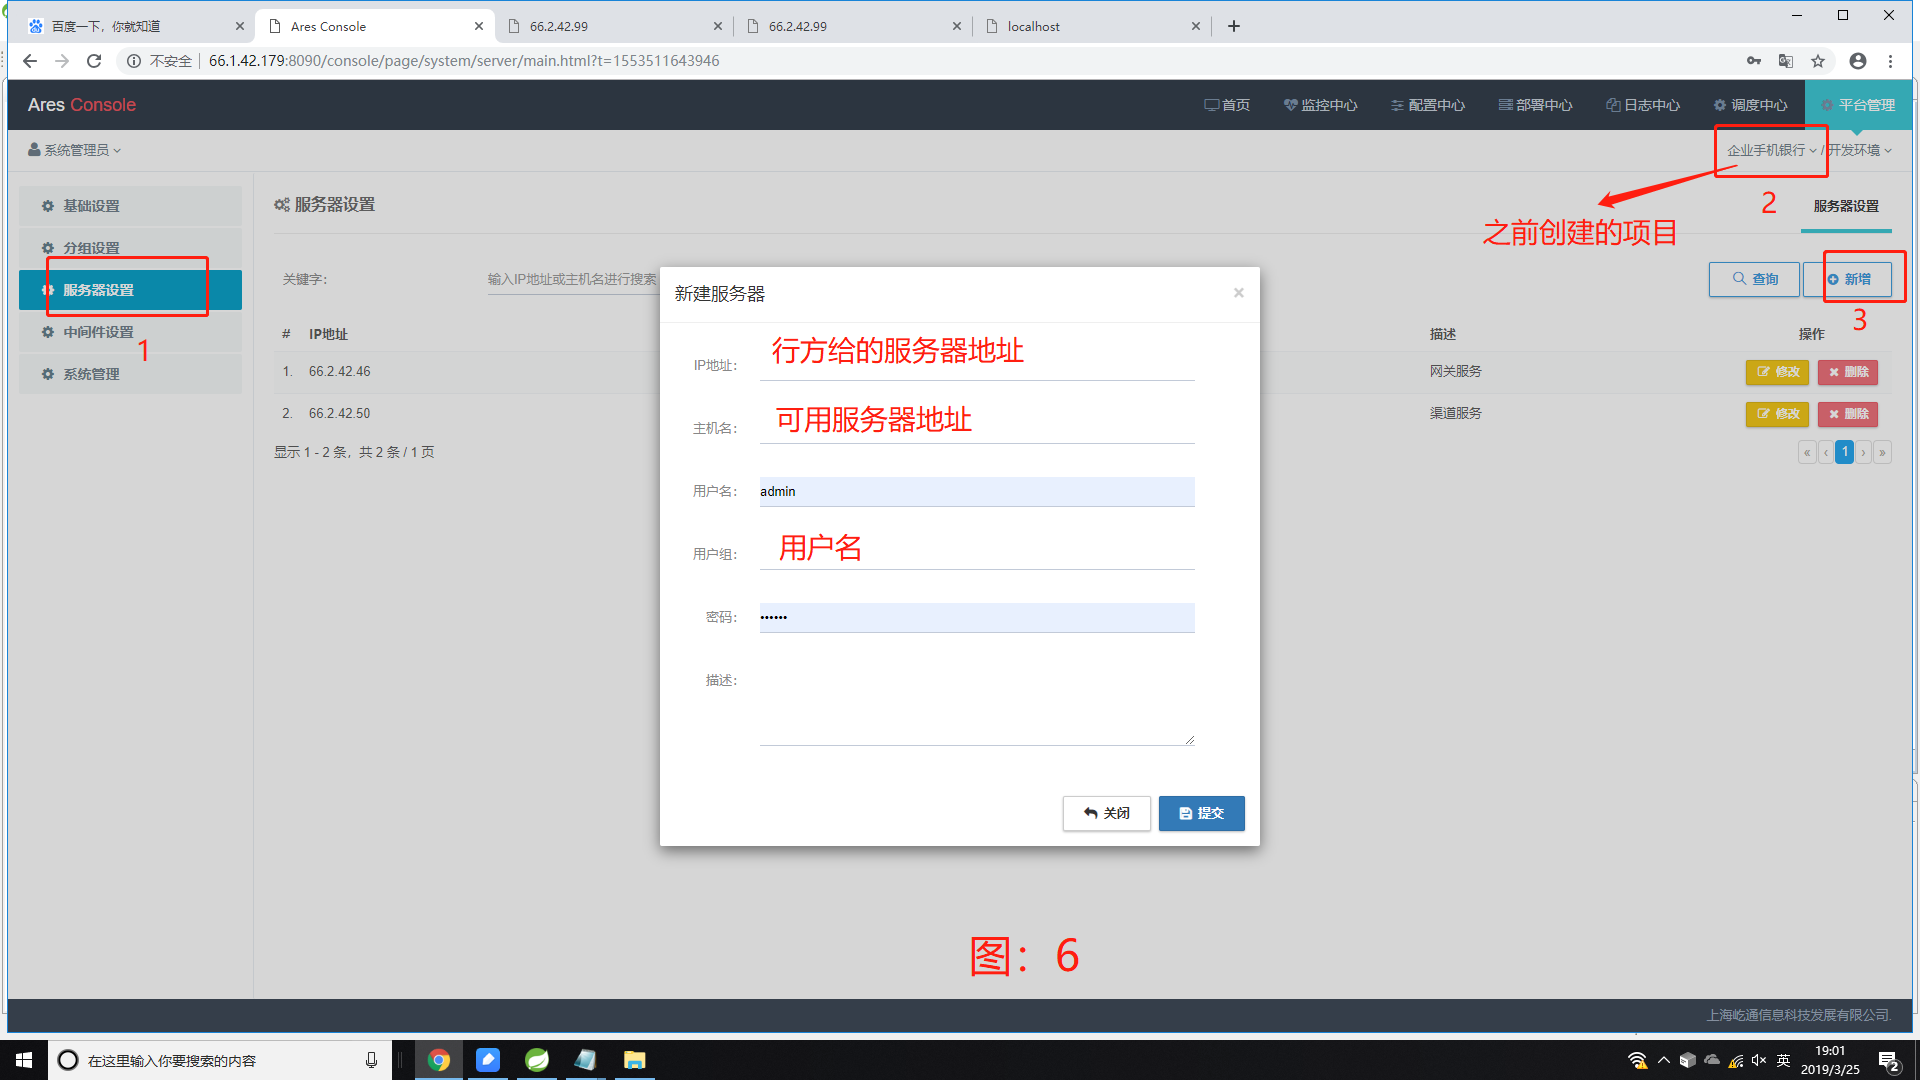 百度一下，你就知道
Ares Console
66.2.42.99
66.2.42.99
localhost
不安全 66.1.42.179:8090/console/page/system/server/main.html?t=1553511643946
Ares Console
首页
监控中心
配置中心
部署中心
日志中心
调度中心
平台管理
系统管理员
企业手机银行 / 开发环境
基础设置
分组设置
服务器设置
中间件设置
系统管理
1
服务器设置
2
服务器设置
之前创建的项目
关键字：
输入IP地址或主机名进行搜索
查询
新增
3
# IP地址 描述 操作
1. 66.2.42.46 网关服务 修改 删除
2. 66.2.42.50 渠道服务 修改 删除
显示 1 - 2 条，共 2 条 / 1 页
« ‹ 1 › »
新建服务器
×
IP地址：
行方给的服务器地址
主机名：
可用服务器地址
用户名：
admin
用户组：
用户名
密码：
••••••
描述：
关闭
提交
图：6
上海屹通信息科技发展有限公司.
在这里输入你要搜索的内容
英
19:01
2019/3/25
2